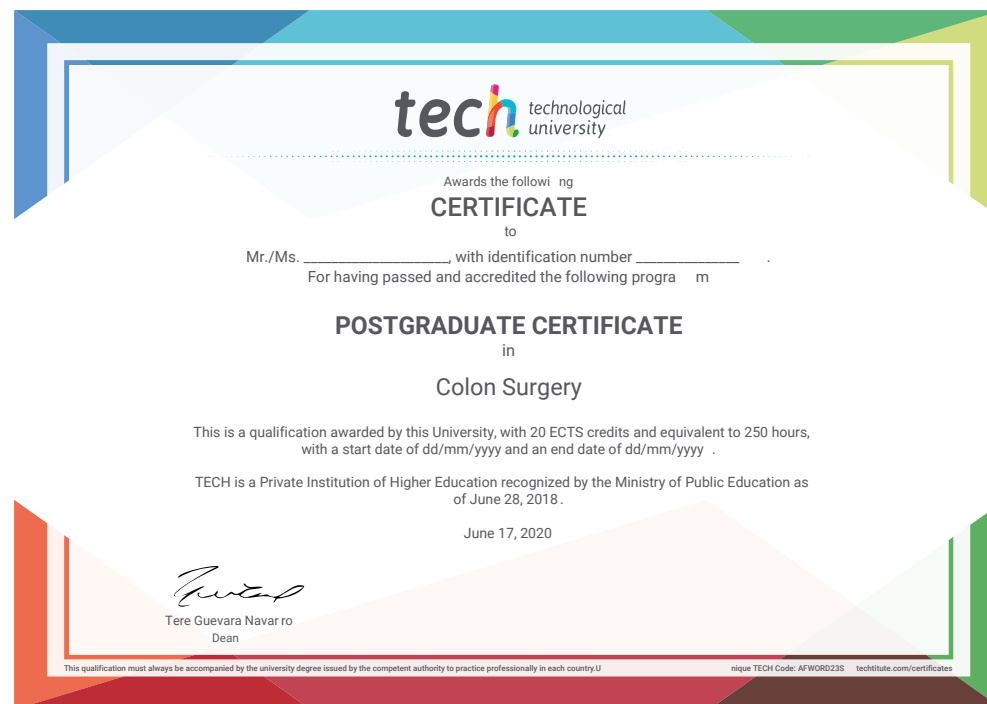 tech technological
university
Awards the followi ng
CERTIFICATE
to
Mr./Ms. ____________________, with identification number ______________ .
For having passed and accredited the following progra m
POSTGRADUATE CERTIFICATE
in
Colon Surgery
This is a qualification awarded by this University, with 20 ECTS credits and equivalent to 250 hours,
with a start date of dd/mm/yyyy and an end date of dd/mm/yyyy .
TECH is a Private Institution of Higher Education recognized by the Ministry of Public Education as
of June 28, 2018.
June 17, 2020
Tere Guevara Navar ro
Dean
This qualification must always be accompanied by the university degree issued by the competent authority to practice professionally in each country.U nique TECH Code: AFWORD23S techtitute.com/certificates